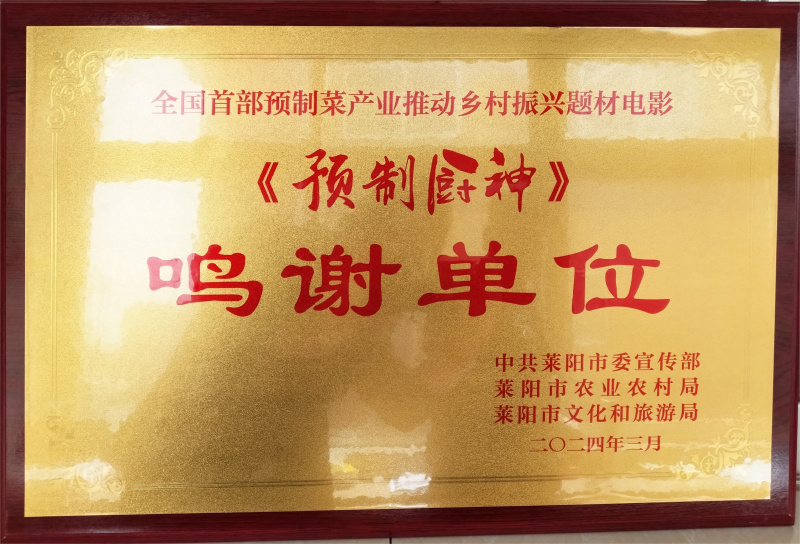 全国首部预制菜产业推动乡村振兴题材电影
《预制厨神》
鸣谢单位
中共莱阳市委宣传部
莱阳市农业农村局
莱阳市文化和旅游局
二〇二四年三月